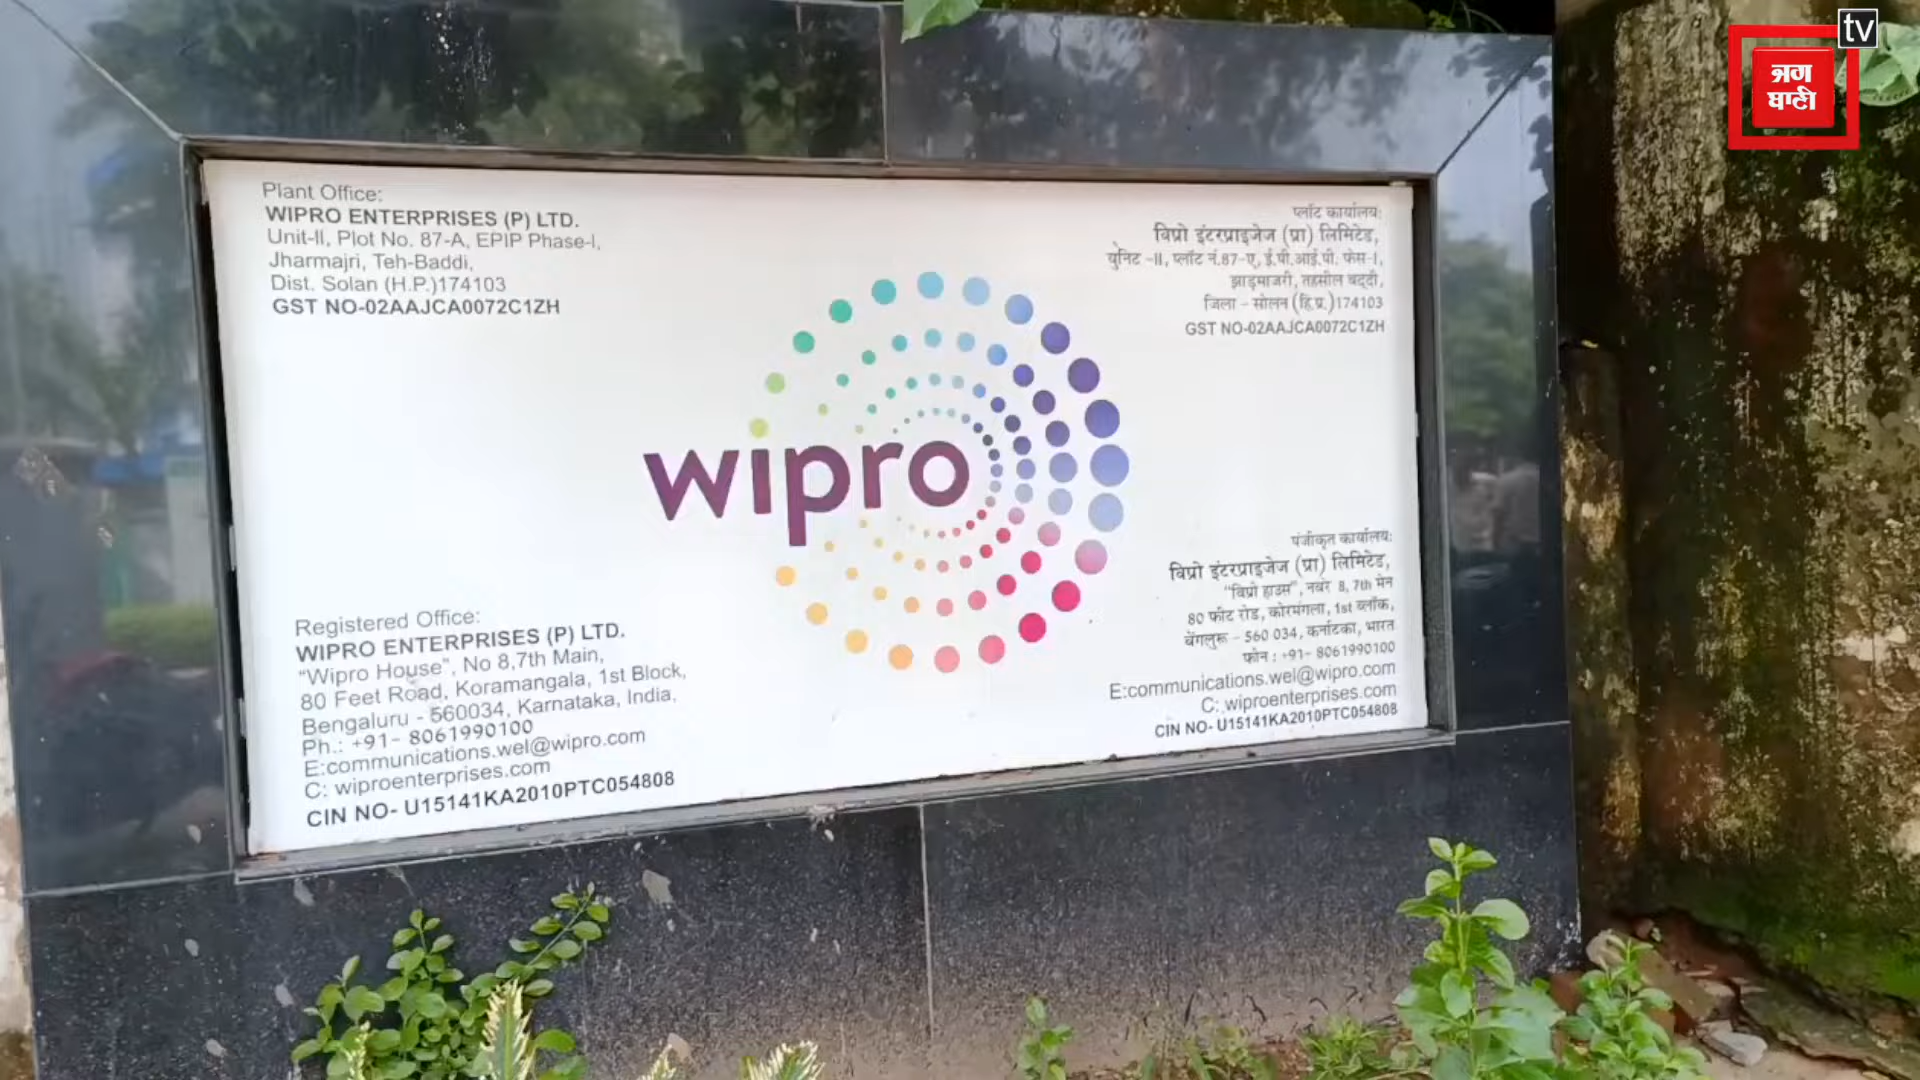 Plant Office:
WIPRO ENTERPRISES (P) LTD.
Unit-II, Plot No. 87-A, EPIP Phase-I,
Jharmajri, Teh-Baddi,
Dist. Solan (H.P.)174103
GST NO-02AAJCA0072C1ZH
प्लॉट कार्यालय:
विप्रो इंटरप्राइजेज (प्रा) लिमिटेड,
युनिट -II, प्लॉट नं.87-ए, ई.पी.आई.पी. फेस-I,
झाड़माजरी, तहसील बद्दी,
जिला - सोलन (हि.प्र.)174103
GST NO-02AAJCA0072C1ZH
wipro
Registered Office:
WIPRO ENTERPRISES (P) LTD.
"Wipro House", No 8,7th Main,
80 Feet Road, Koramangala, 1st Block,
Bengaluru - 560034, Karnataka, India,
Ph.: +91- 8061990100
E:communications.wel@wipro.com
C: wiproenterprises.com
CIN NO- U15141KA2010PTC054808
पंजीकृत कार्यालय:
विप्रो इंटरप्राइजेज (प्रा) लिमिटेड,
"विप्रो हाउस", नबंर 8, 7th मेन
80 फीट रोड, कोरमंगला, 1st ब्लॉक,
बेंगलुरू - 560 034, कर्नाटका, भारत
फोन : +91- 8061990100
E:communications.wel@wipro.com
C: wiproenterprises.com
CIN NO- U15141KA2010PTC054808
ਜਗ
ਬਾਣੀ
tv